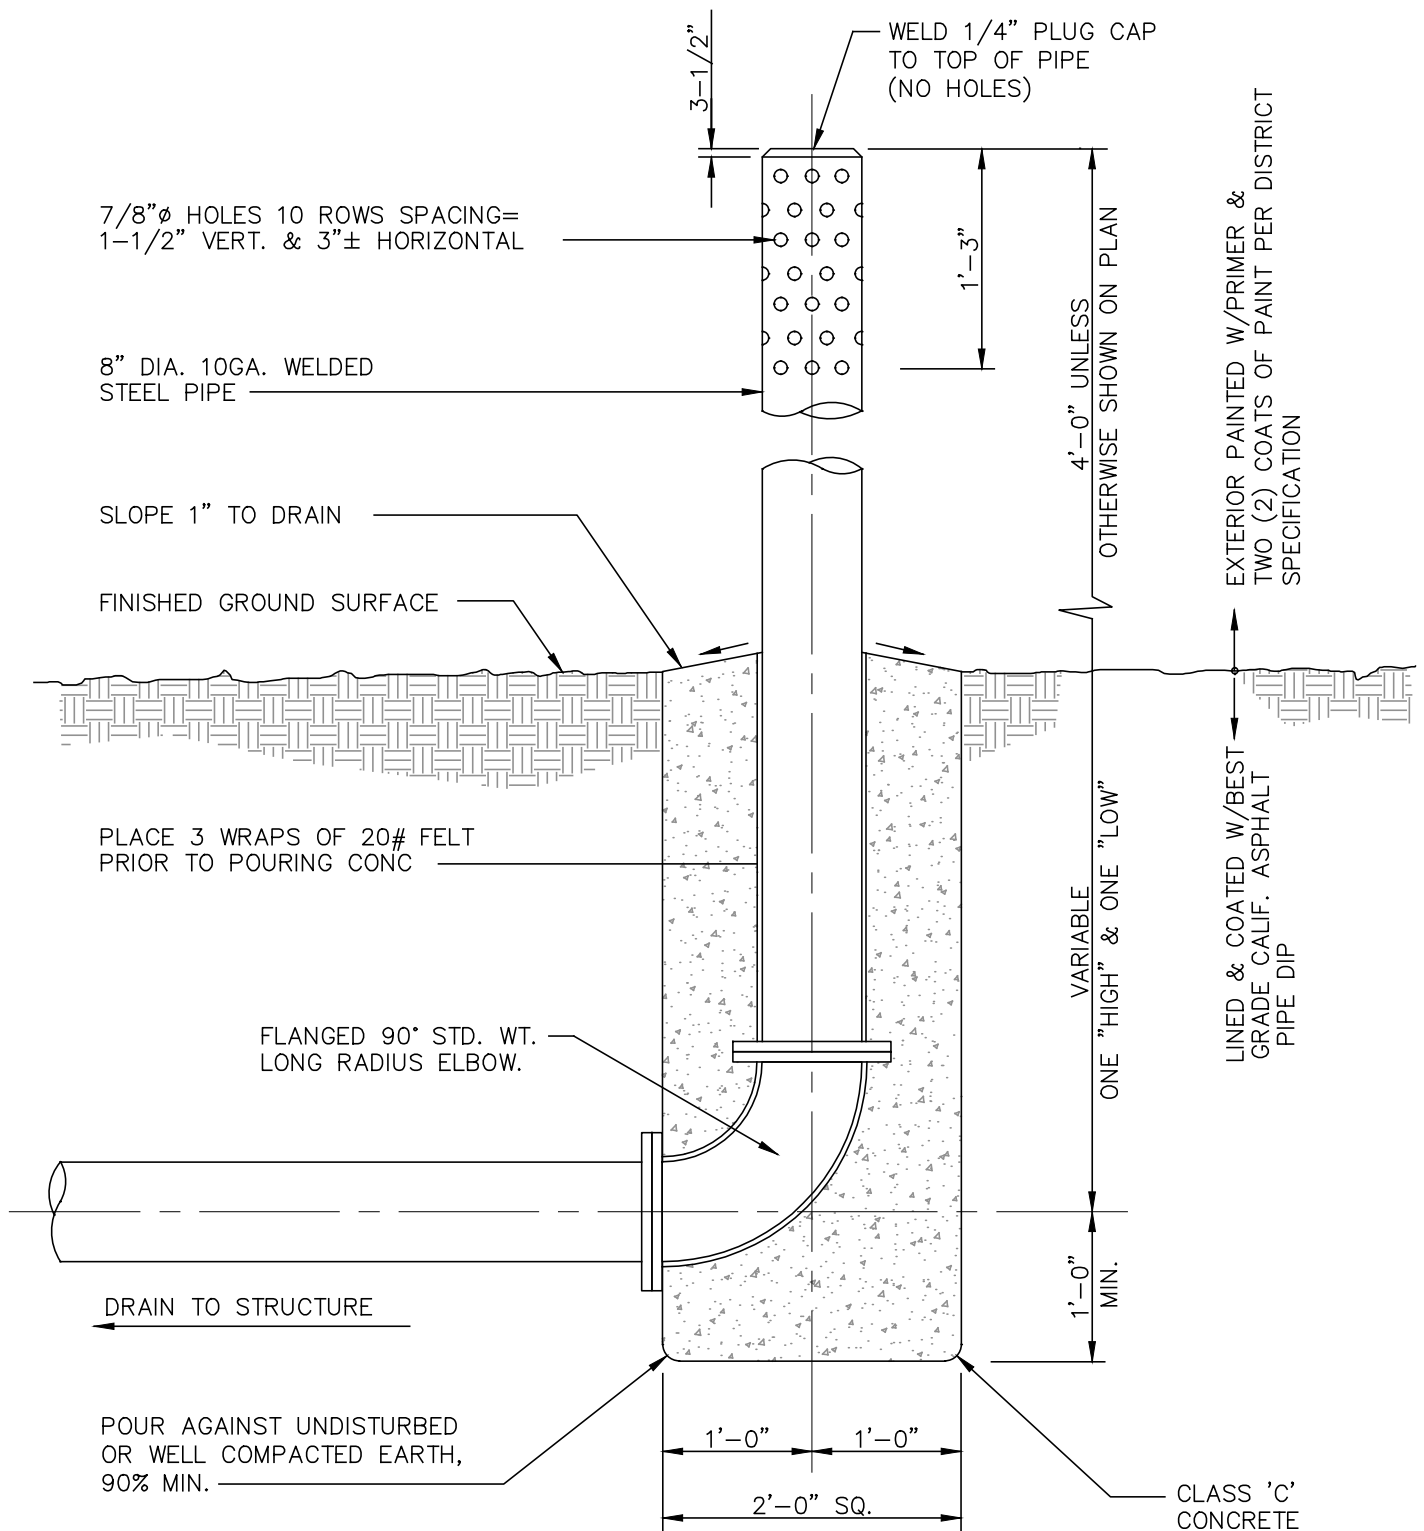 3-1/2"
WELD 1/4" PLUG CAP
TO TOP OF PIPE
(NO HOLES)
7/8"ø HOLES 10 ROWS SPACING=
1-1/2" VERT. & 3"± HORIZONTAL
1'-3"
8" DIA. 10GA. WELDED
STEEL PIPE
4'-0" UNLESS
OTHERWISE SHOWN ON PLAN
EXTERIOR PAINTED W/PRIMER &
TWO (2) COATS OF PAINT PER DISTRICT
SPECIFICATION
SLOPE 1" TO DRAIN
FINISHED GROUND SURFACE
PLACE 3 WRAPS OF 20# FELT
PRIOR TO POURING CONC
VARIABLE
ONE "HIGH" & ONE "LOW"
LINED & COATED W/BEST
GRADE CALIF. ASPHALT
PIPE DIP
FLANGED 90° STD. WT.
LONG RADIUS ELBOW.
DRAIN TO STRUCTURE
1'-0"
MIN.
POUR AGAINST UNDISTURBED
OR WELL COMPACTED EARTH,
90% MIN.
1'-0"
1'-0"
2'-0" SQ.
CLASS 'C'
CONCRETE